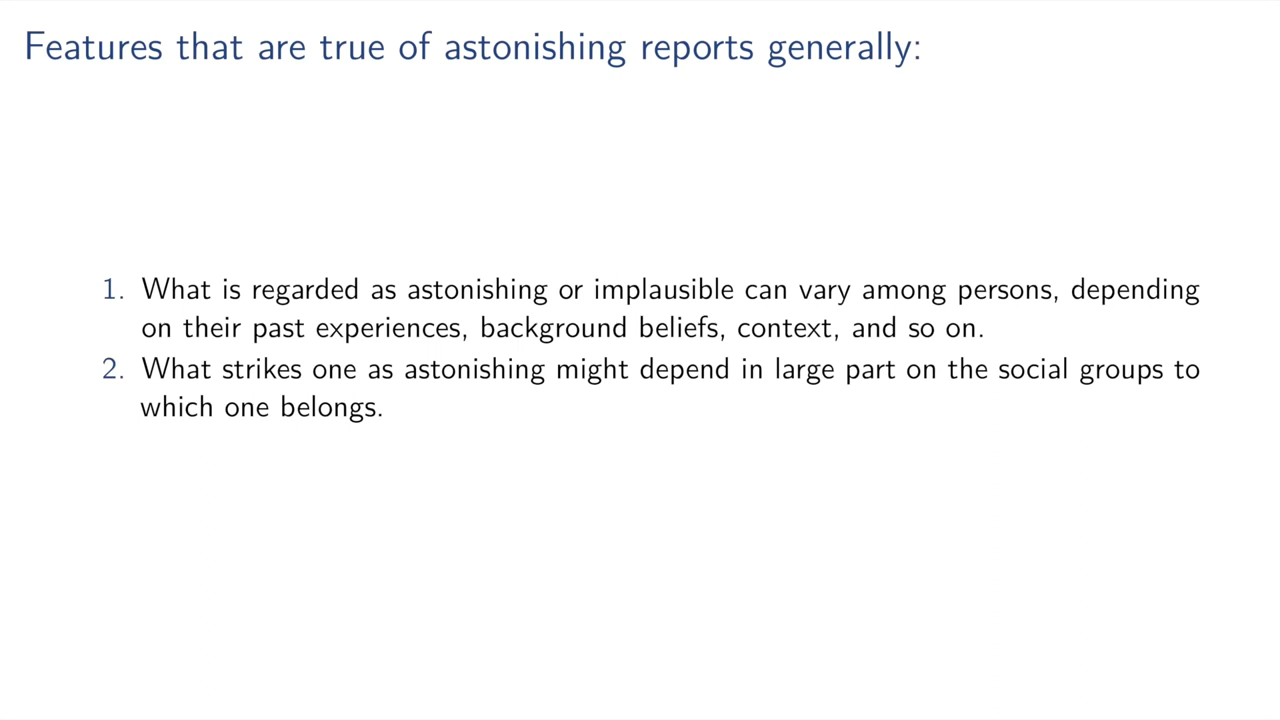 Features that are true of astonishing reports generally:
1. What is regarded as astonishing or implausible can vary among persons, depending
on their past experiences, background beliefs, context, and so on.
2. What strikes one as astonishing might depend in large part on the social groups to
which one belongs.